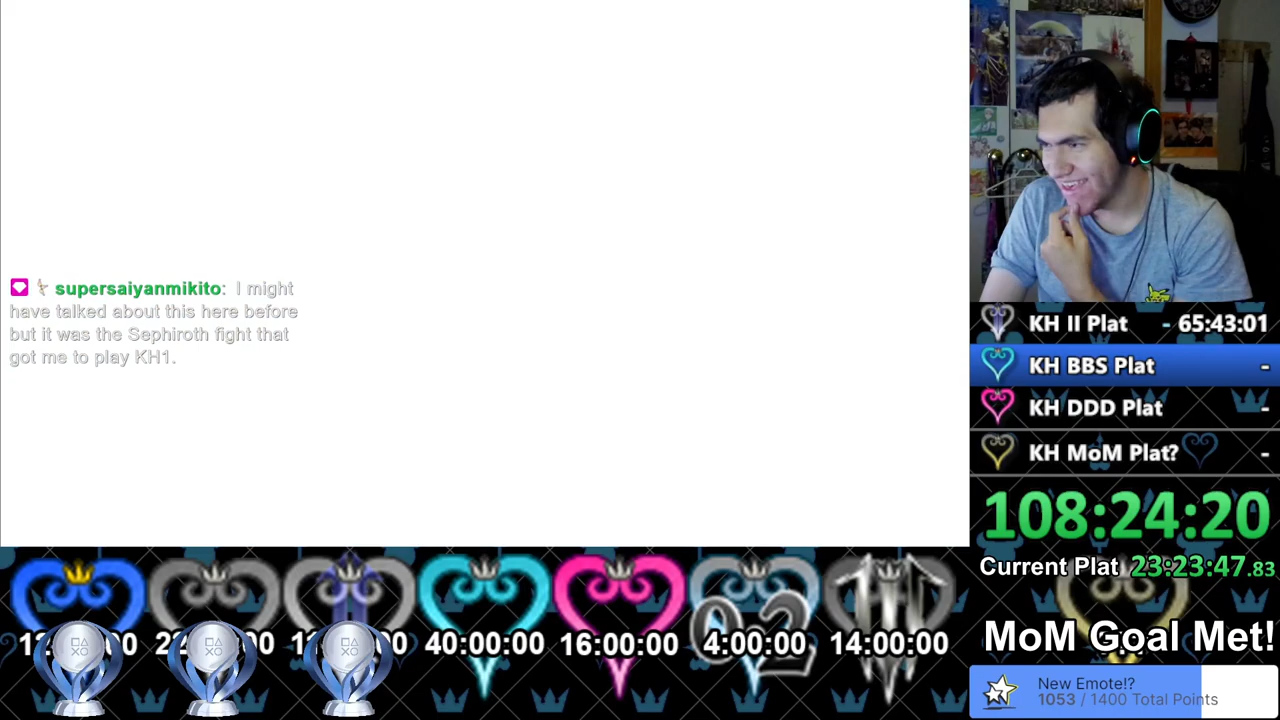 supersaiyanmikito: I might
have talked about this here before
but it was the Sephiroth fight that
got me to play KH1.
KH II Plat - 65:43:01
KH BBS Plat -
KH DDD Plat -
KH MoM Plat? -
108:24:20
Current Plat 23:23:47.83
MoM Goal Met!
New Emote!?
1053 / 1400 Total Points
40:00:00 16:00:00 4:00:00 14:00:00